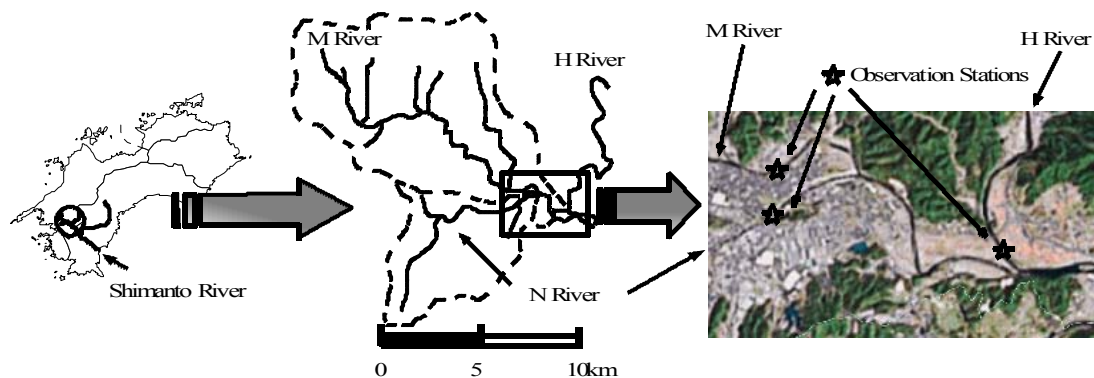 M River
H River
M River
H River
Observation Stations
Shimanto River
N River
0 5 10km